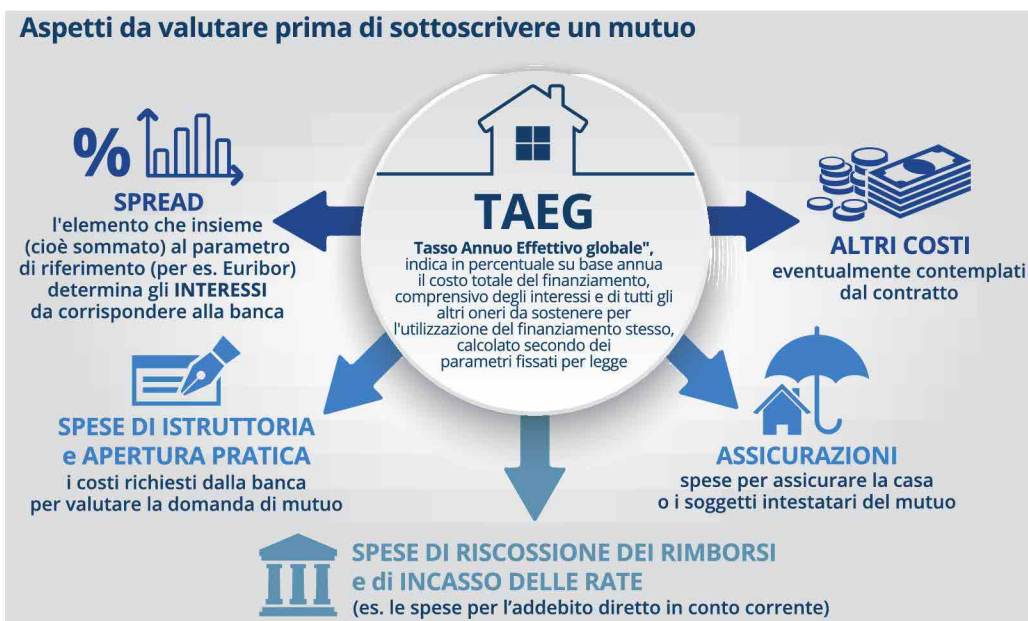 Aspetti da valutare prima di sottoscrivere un mutuo
%
SPREAD
l'elemento che insieme
(cioè sommato) al parametro
di riferimento (per es. Euribor)
determina gli INTERESSI
da corrispondere alla banca
TAEG
Tasso Annuo Effettivo globale",
indica in percentuale su base annua
il costo totale del finanziamento,
comprensivo degli interessi e di tutti gli
altri oneri da sostenere per
l'utilizzazione del finanziamento stesso,
calcolato secondo dei
parametri fissati per legge
ALTRI COSTI
eventualmente contemplati
dal contratto
SPESE DI ISTRUTTORIA
e APERTURA PRATICA
i costi richiesti dalla banca
per valutare la domanda di mutuo
ASSICURAZIONI
spese per assicurare la casa
o i soggetti intestatari del mutuo
SPESE DI RISCOSSIONE DEI RIMBORSI
e di INCASSO DELLE RATE
(es. le spese per l'addebito diretto in conto corrente)